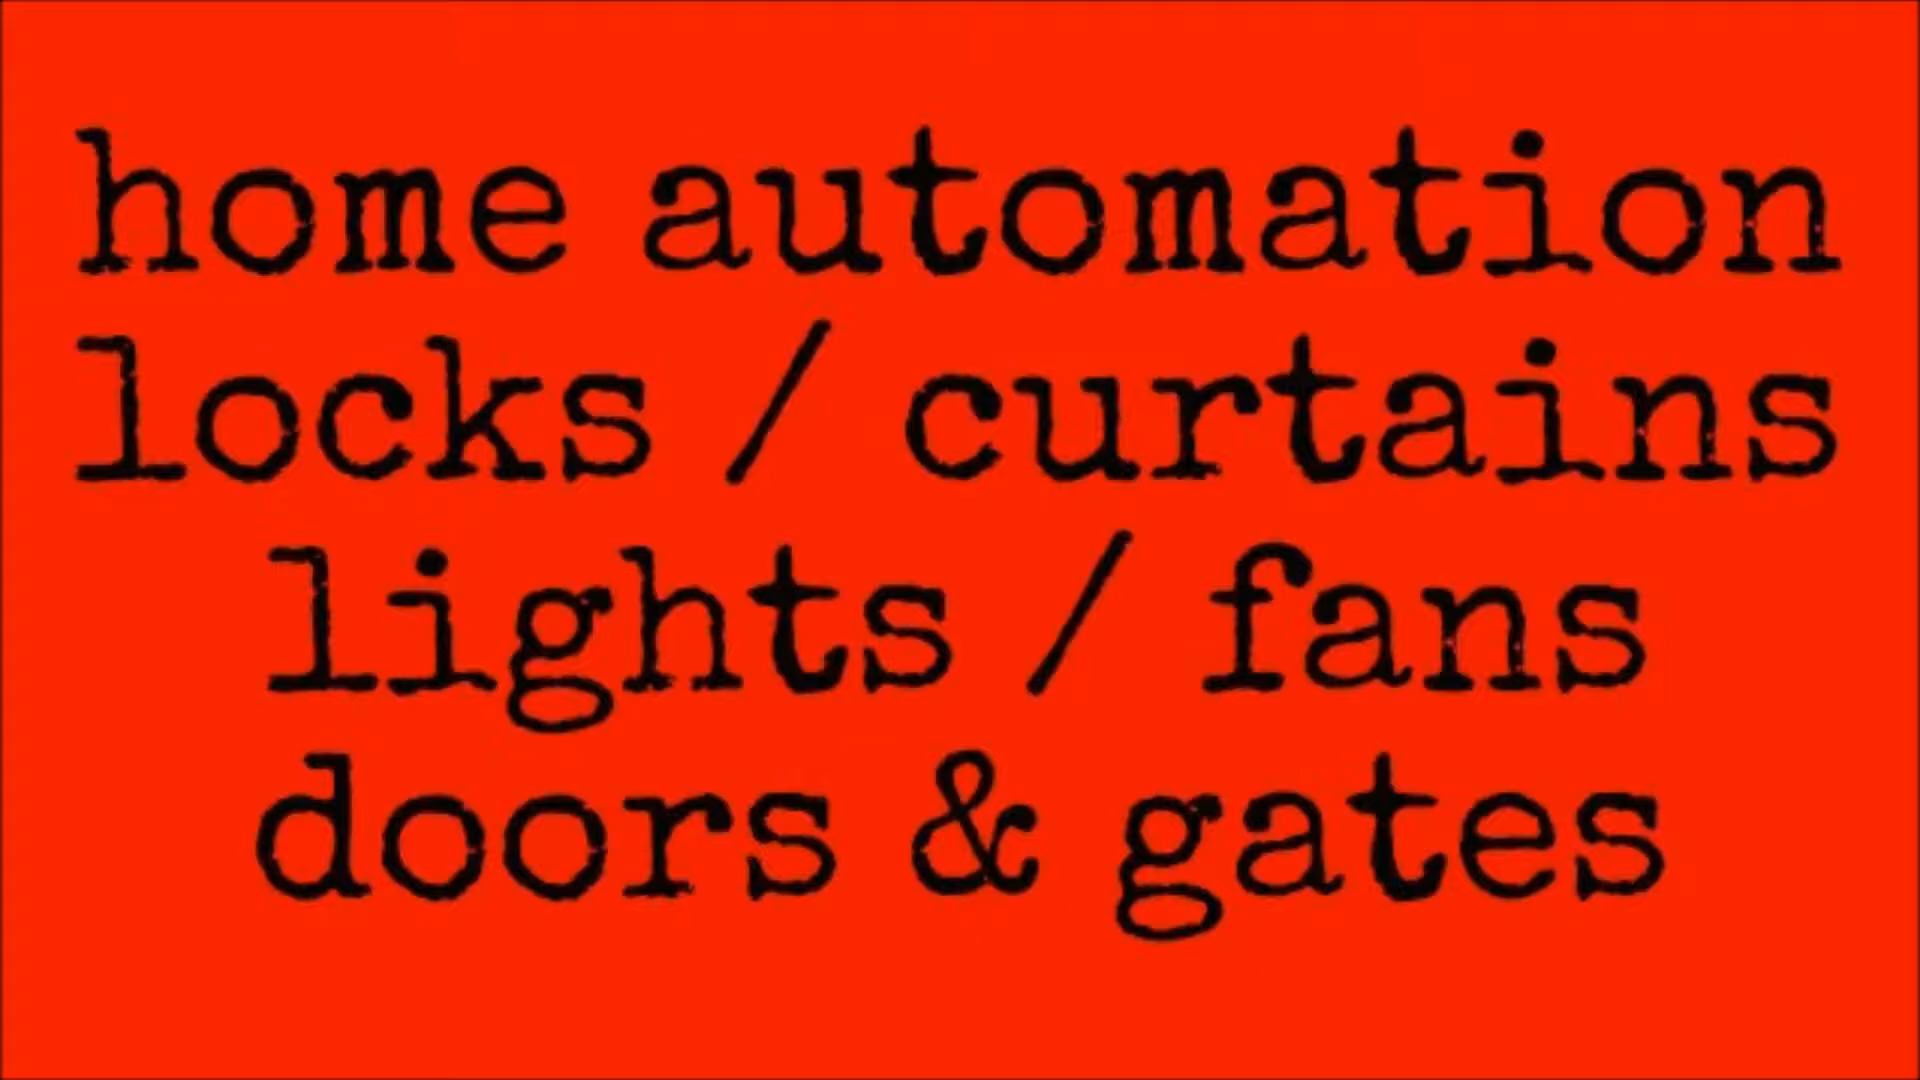 home automation
locks / curtains
lights / fans
doors & gates